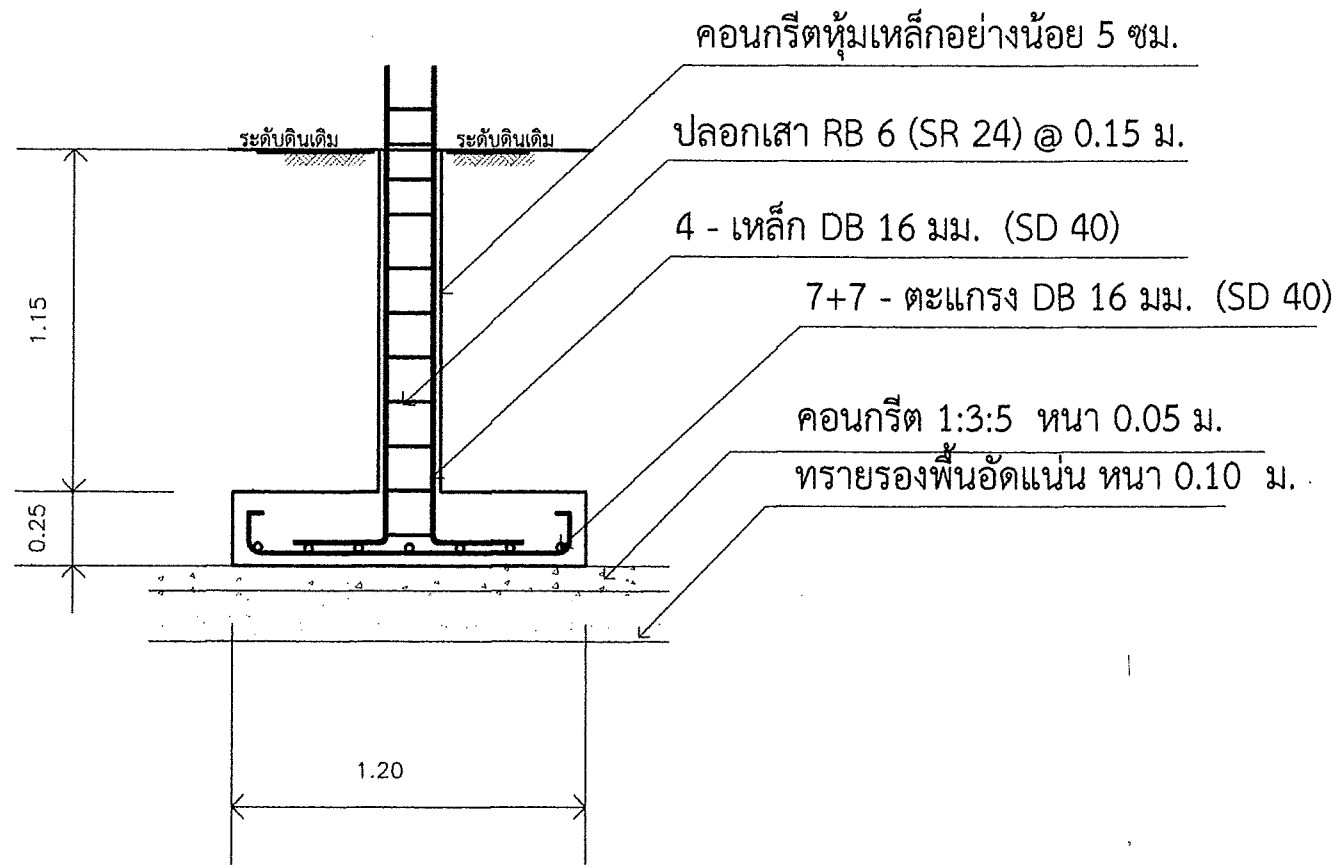 คอนกรีตหุ้มเหล็กอย่างน้อย 5 ซม.
ระดับดินเดิม
ระดับดินเดิม
ปลอกเสา RB 6 (SR 24) @ 0.15 ม.
4 - เหล็ก DB 16 มม. (SD 40)
7+7 - ตะแกรง DB 16 มม. (SD 40)
1.15
คอนกรีต 1:3:5 หนา 0.05 ม.
ทรายรองพื้นอัดแน่น หนา 0.10 ม.
0.25
1.20